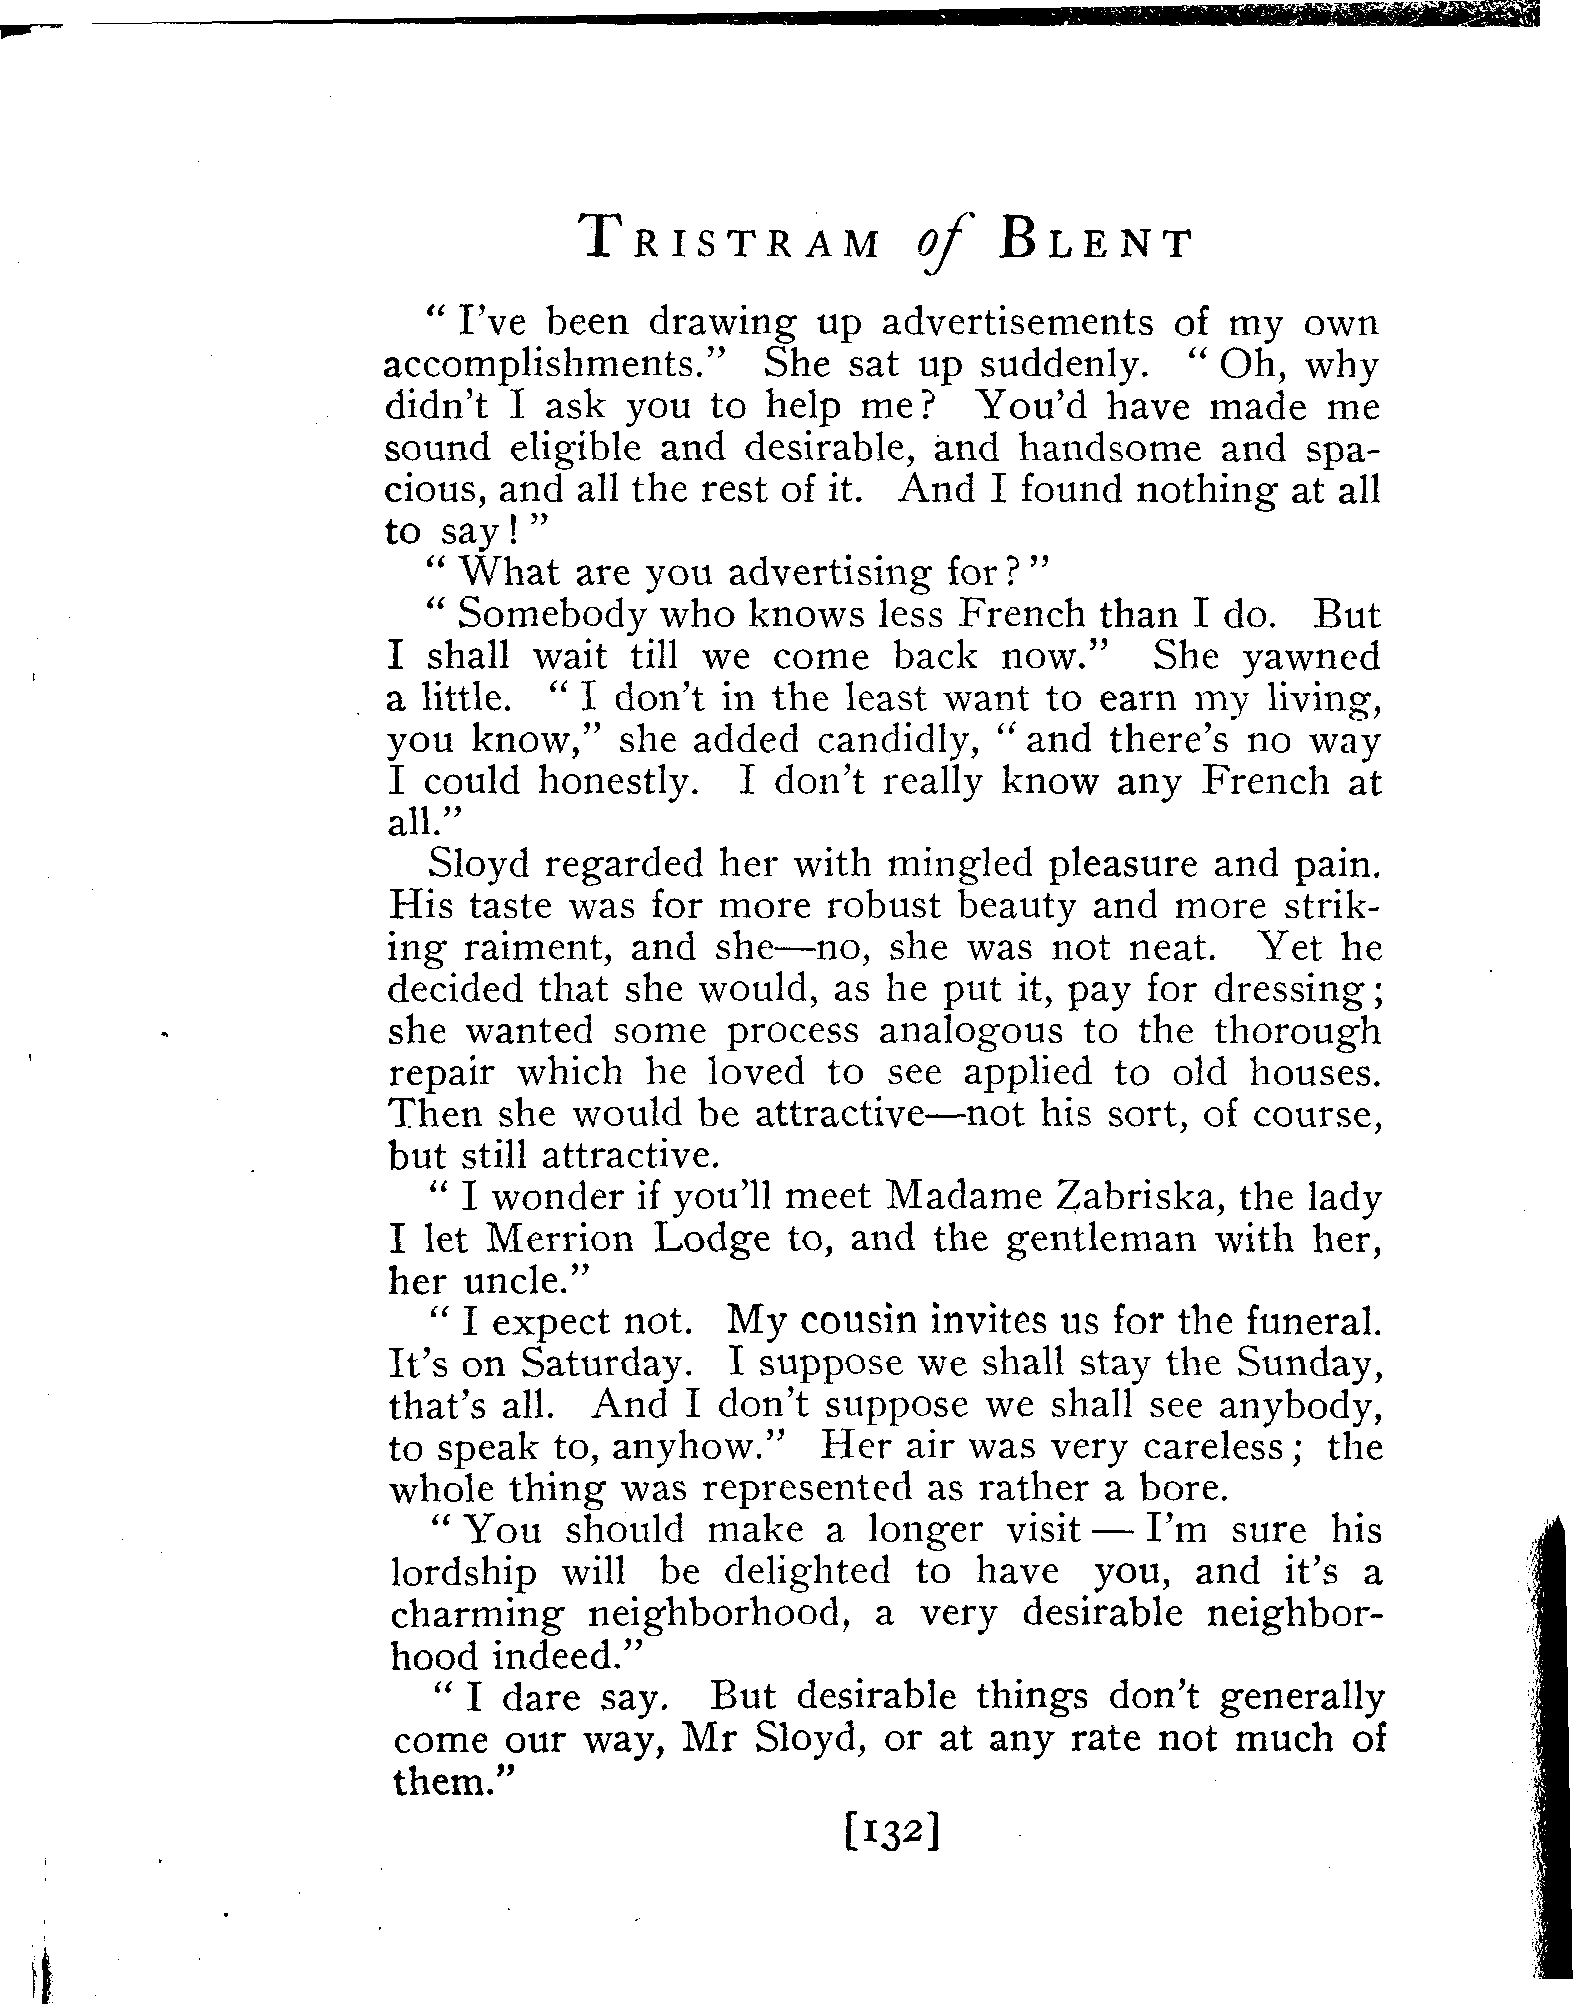 TRISTRAM of BLENT
“ I've been drawing up advertisements of my own
accomplishments.” She sat up suddenly. “ Oh, why
didn't I ask you to help me? You'd have made me
sound eligible and desirable, and handsome and spa-
cious, and all the rest of it. And I found nothing at all
to say! ”
“ What are you advertising for? ”
“ Somebody who knows less French than I do. But
I shall wait till we come back now.” She yawned
a little. “ I don't in the least want to earn my living,
you know,” she added candidly, “ and there's no way
I could honestly. I don't really know any French at
all.”
Sloyd regarded her with mingled pleasure and pain.
His taste was for more robust beauty and more strik-
ing raiment, and she—no, she was not neat. Yet he
decided that she would, as he put it, pay for dressing;
she wanted some process analogous to the thorough
repair which he loved to see applied to old houses.
Then she would be attractive—not his sort, of course,
but still attractive.
“ I wonder if you'll meet Madame Zabriska, the lady
I let Merrion Lodge to, and the gentleman with her,
her uncle.”
“ I expect not. My cousin invites us for the funeral.
It's on Saturday. I suppose we shall stay the Sunday,
that's all. And I don't suppose we shall see anybody,
to speak to, anyhow.” Her air was very careless; the
whole thing was represented as rather a bore.
“ You should make a longer visit — I'm sure his
lordship will be delighted to have you, and it's a
charming neighborhood, a very desirable neighbor-
hood indeed.”
“ I dare say. But desirable things don't generally
come our way, Mr Sloyd, or at any rate not much of
them.”
[132]